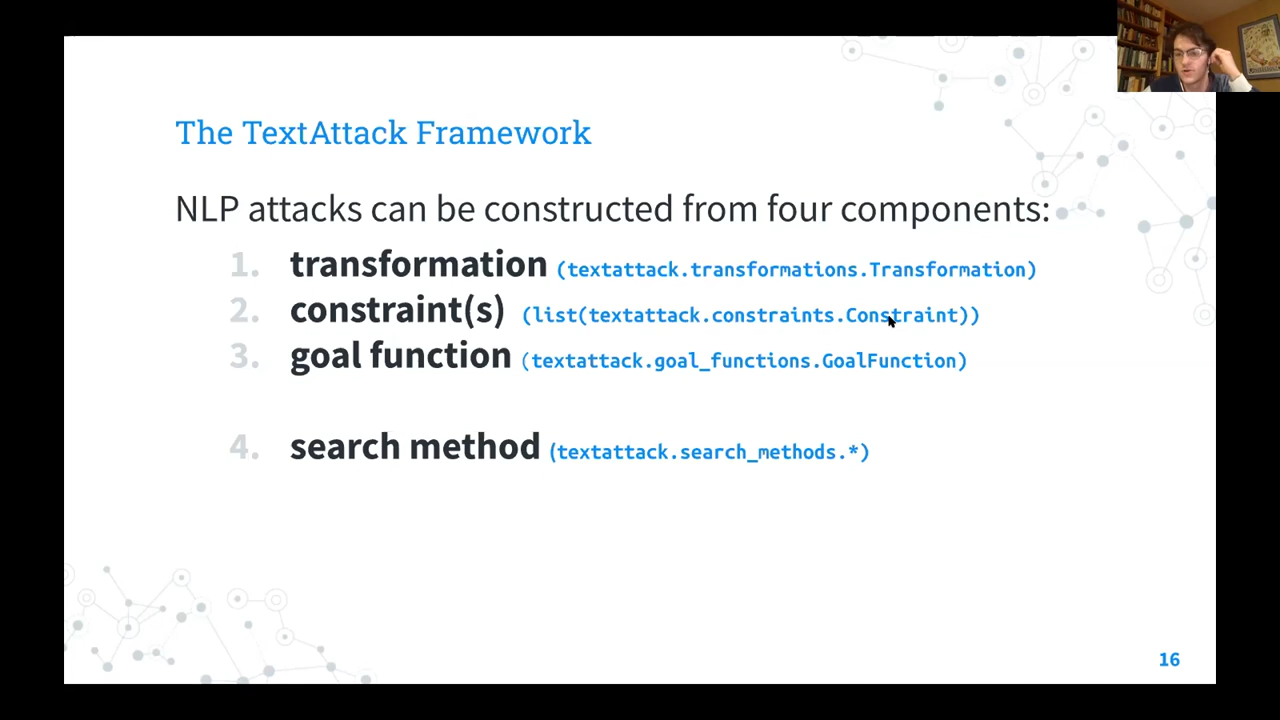 The TextAttack Framework
NLP attacks can be constructed from four components:
1. transformation (textattack.transformations.Transformation)
2. constraint(s) (list(textattack.constraints.Constraint))
3. goal function (textattack.goal_functions.GoalFunction)
4. search method (textattack.search_methods.*)
16